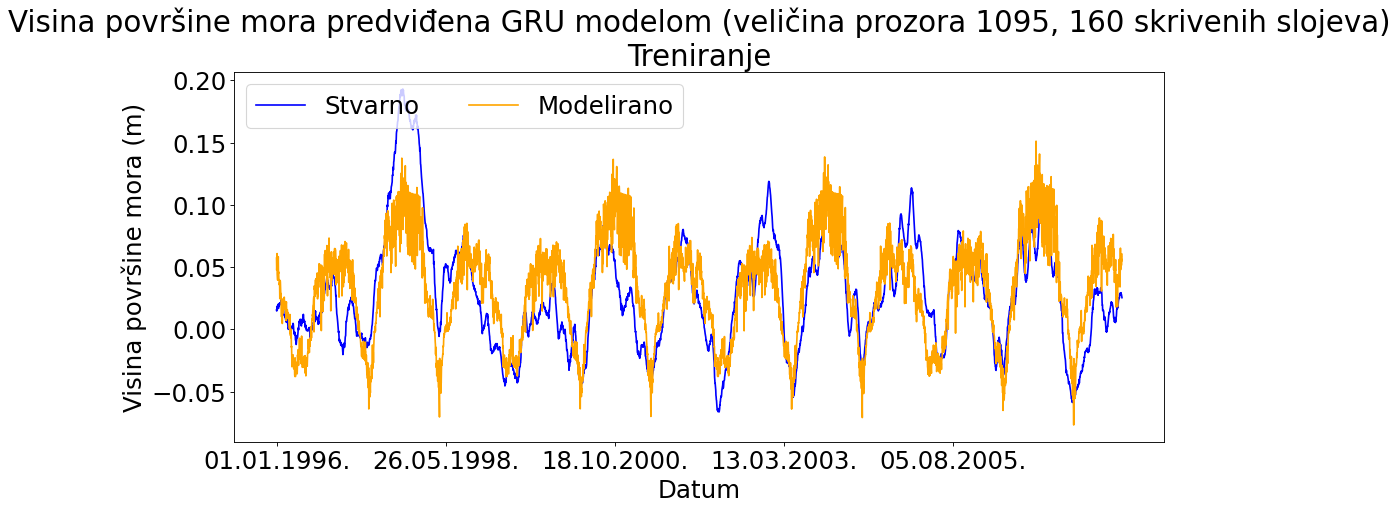 Visina površine mora predviđena GRU modelom (veličina prozora 1095, 160 skrivenih slojeva)
Treniranje
Stvarno
Modelirano
Visina površine mora (m)
0.20
0.15
0.10
0.05
0.00
−0.05
01.01.1996.
26.05.1998.
18.10.2000.
13.03.2003.
05.08.2005.
Datum